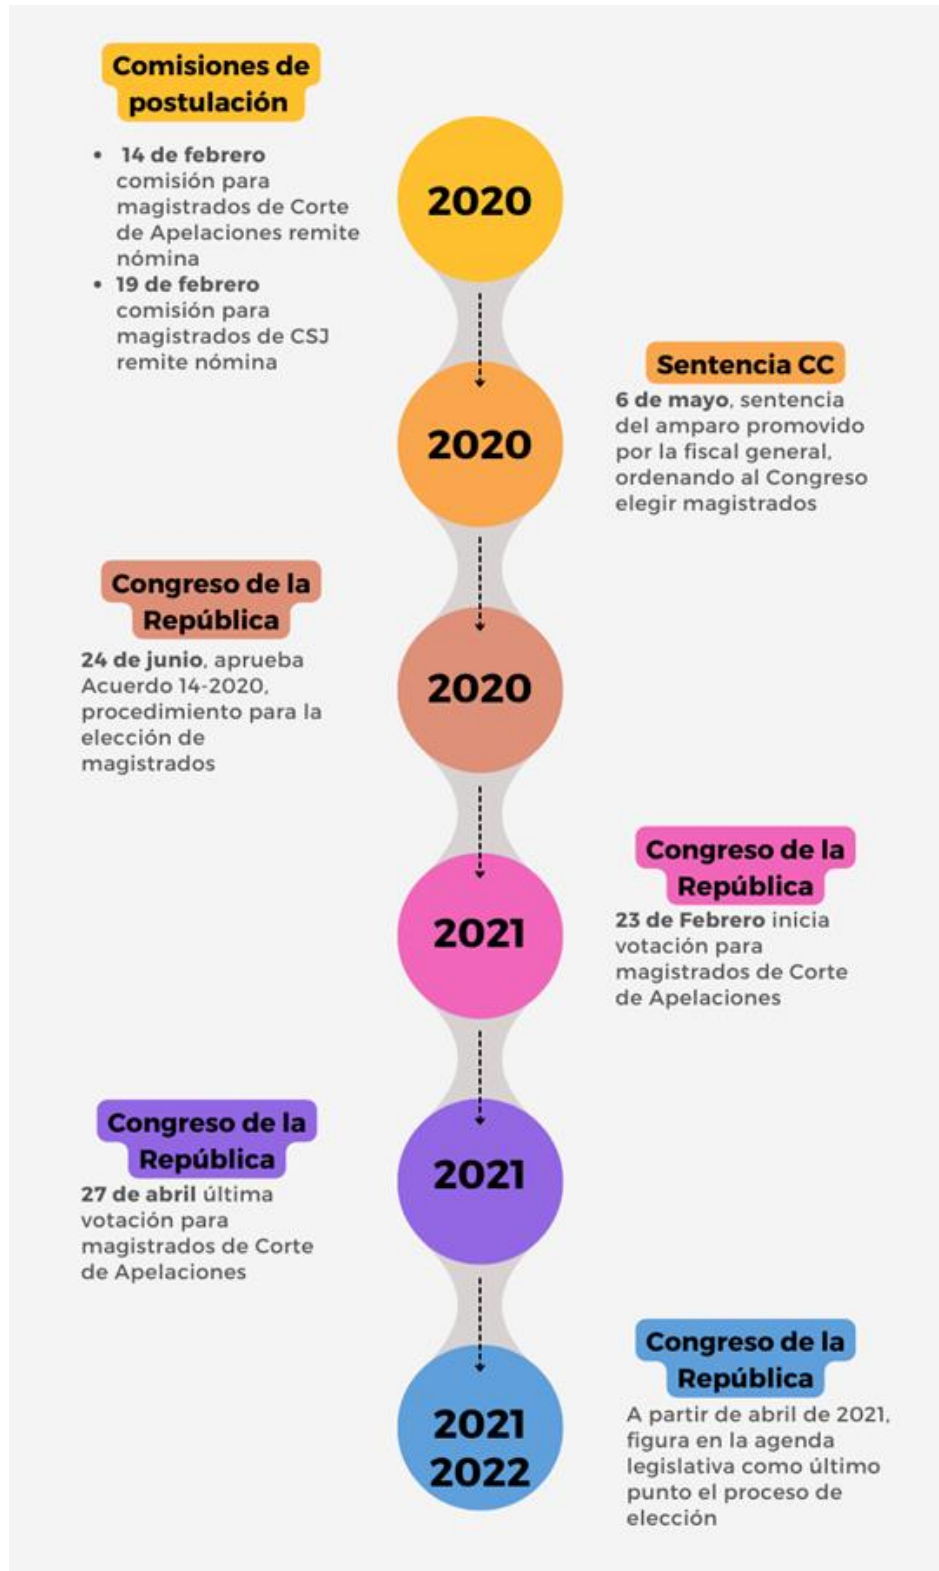 Comisiones de
postulación
• 14 de febrero
comisión para
magistrados de Corte
de Apelaciones remite
nómina
• 19 de febrero
comisión para
magistrados de CSJ
remite nómina
2020
2020
Sentencia CC
6 de mayo, sentencia
del amparo promovido
por la fiscal general,
ordenando al Congreso
elegir magistrados
Congreso de la
República
24 de junio, aprueba
Acuerdo 14-2020,
procedimiento para la
elección de
magistrados
2020
2021
Congreso de la
República
23 de Febrero inicia
votación para
magistrados de Corte
de Apelaciones
Congreso de la
República
27 de abril última
votación para
magistrados de Corte
de Apelaciones
2021
2021
2022
Congreso de la
República
A partir de abril de 2021,
figura en la agenda
legislativa como último
punto el proceso de
elección